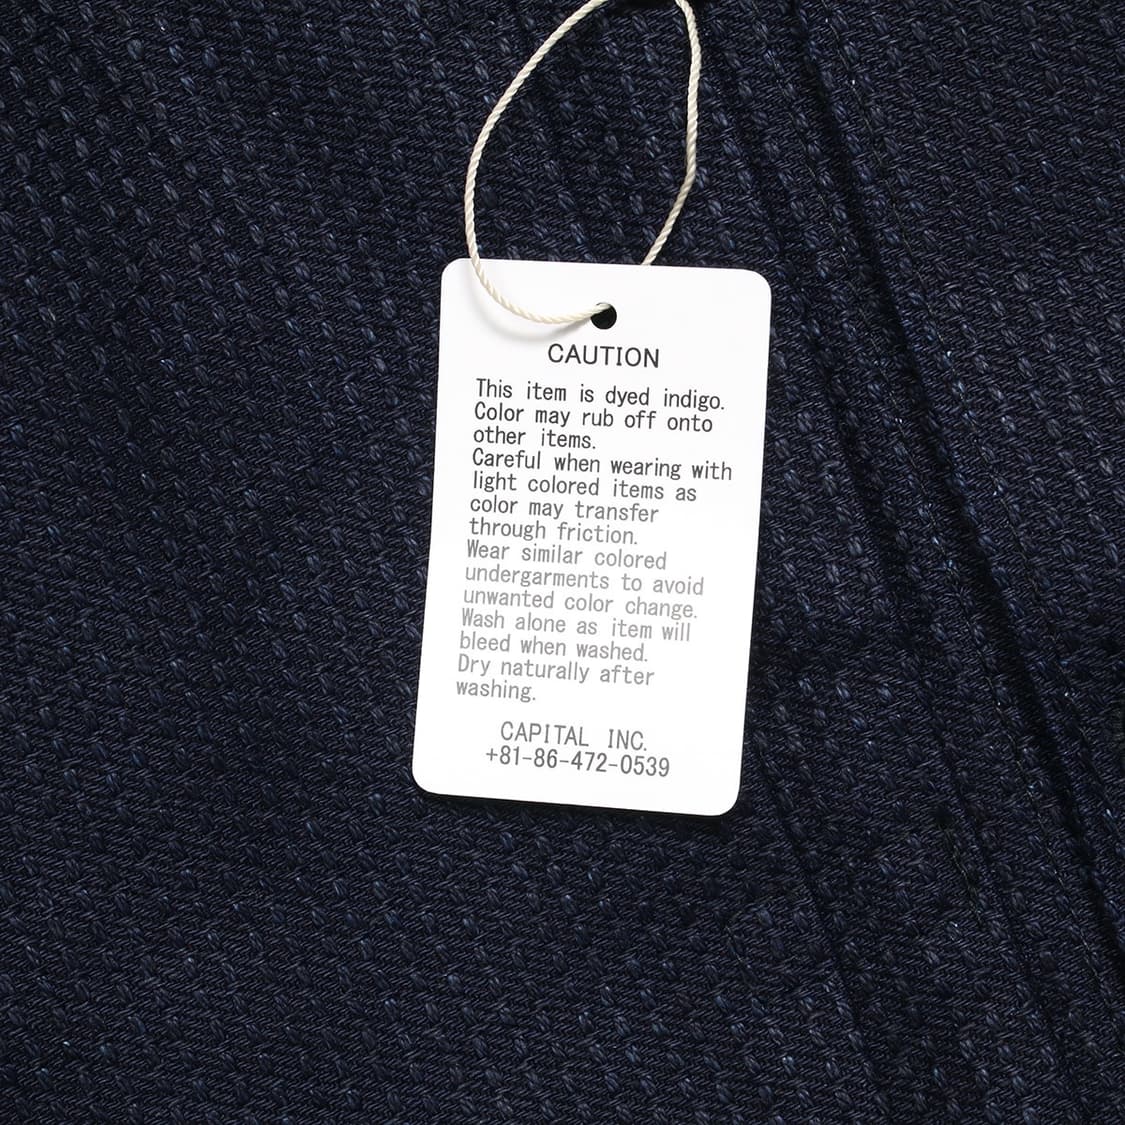 CAUTION
This item is dyed indigo.
Color may rub off onto
other items.
Careful when wearing with
light colored items as
color may transfer
through friction.
Wear similar colored
undergarments to avoid
unwanted color change.
Wash alone as item will
bleed when washed.
Dry naturally after
washing.
CAPITAL INC.
+81-86-472-0539